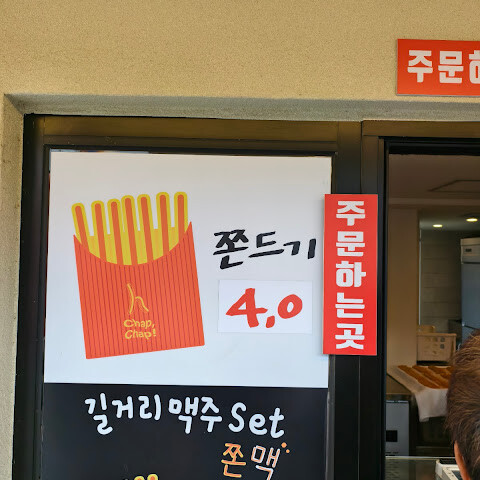 주문하
쫀드기
4,0
주문하는곳
Chap,
Chap!
길거리 맥주 Set
쫀맥